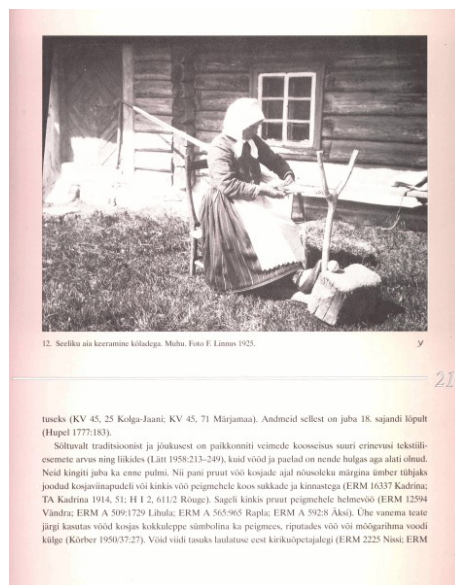 12. Seeliku aia keeramine kõladega. Muhu. Foto F. Linnus 1925.
21
tuseks (KV 45, 25 Kolga-Jaani; KV 45, 71 Märjamaa). Andmeid sellest on juba 18. sajandi lõpult
(Hupel 1777:183).
Sõltuvalt traditsioonist ja jõukusest on paikkonniti veimede koosseisus suuri erinevusi tekstiili-
esemete arvus ning liikides (Lätt 1958:213–249), kuid vööd ja paelad on nende hulgas aga alati olnud.
Neid kingiti juba ka enne pulmi. Nii pani pruut vöö kosjade ajal nõusoleku märgina ümber tühjaks
joodud kosjaviinapudeli või kinkis vöö peigmehele koos sukkade ja kinnastega (ERM 16337 Kadrina;
TA Kadrina 1914, 51; H I 2, 611/2 Rõuge). Sageli kinkis pruut peigmehele helmevöö (ERM 12594
Vändra; ERM A 509:1729 Lihula; ERM A 565:965 Rapla; ERM A 592:8 Äksi). Ühe vanema teate
järgi kasutas vööd kosjas kokkuleppe sümbolina ka peigmees, riputades vöö või mõõgarihma voodi
külge (Körber 1950/37:27). Vöid viidi tasuks laulatuse eest kirikuõpetajalegi (ERM 2225 Nissi; ERM